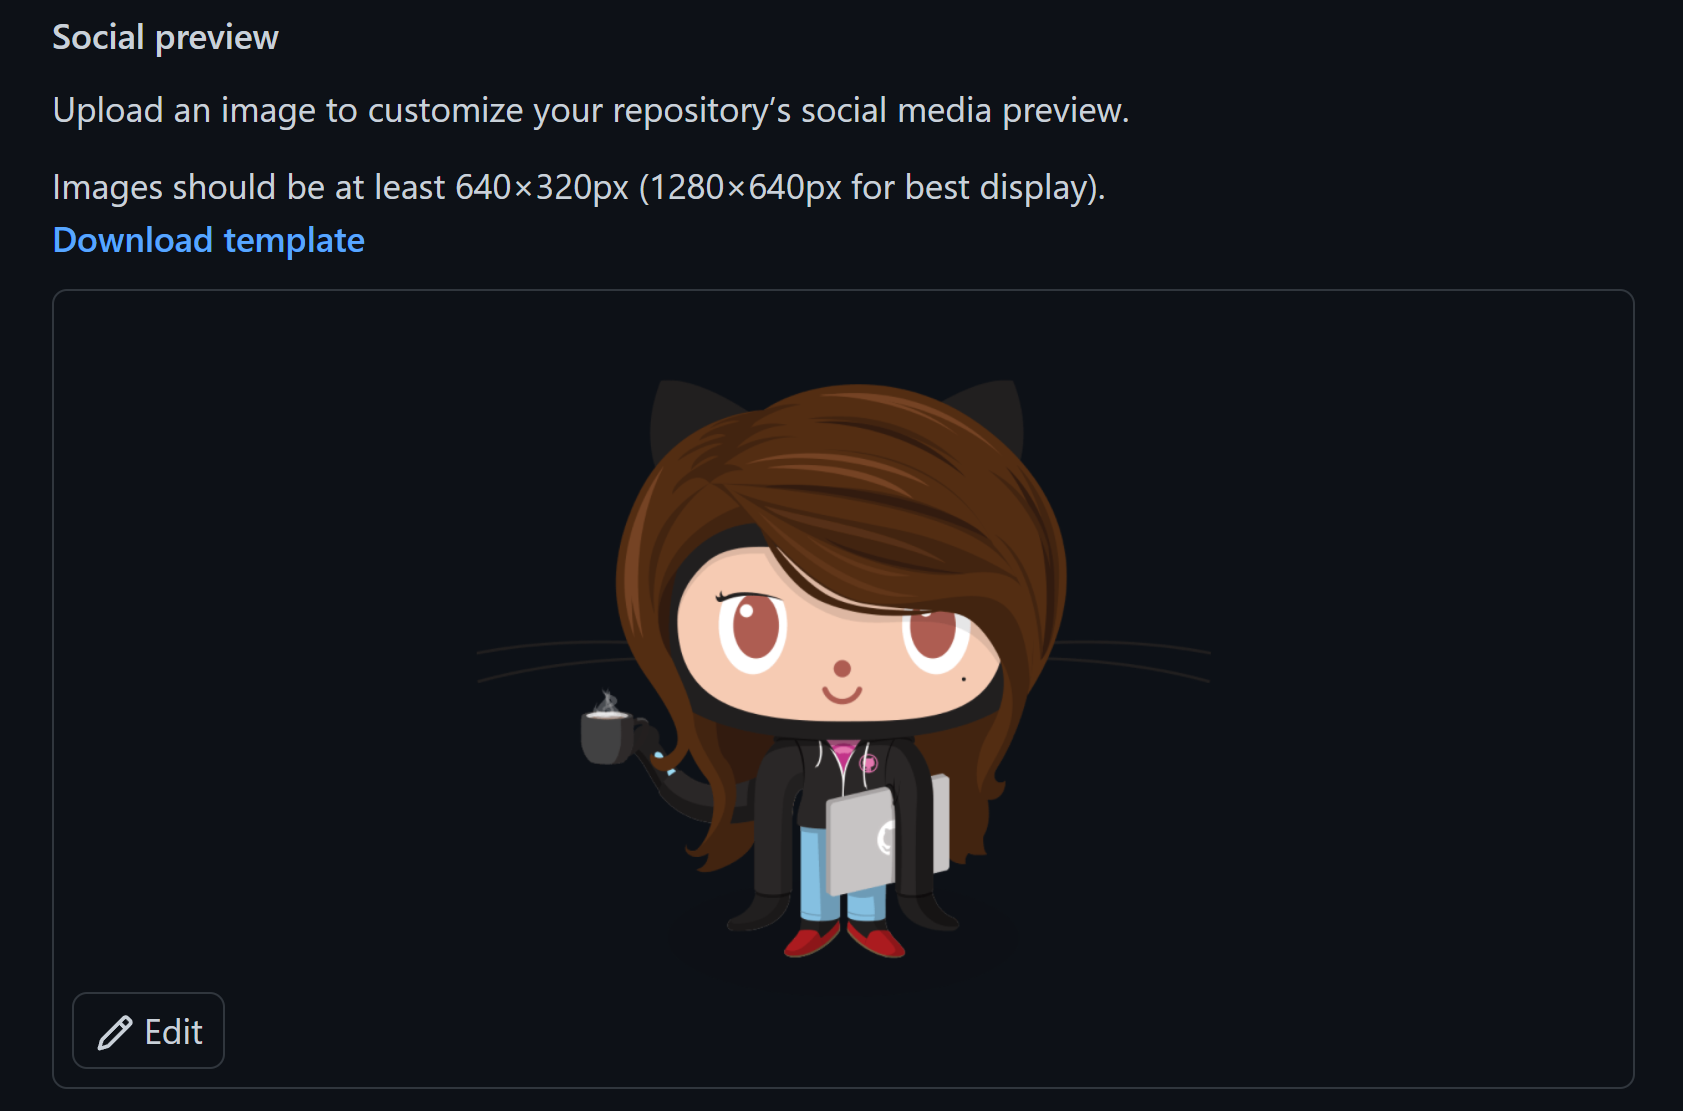 Social preview
Upload an image to customize your repository’s social media preview.
Images should be at least 640×320px (1280×640px for best display).
Download template
Edit